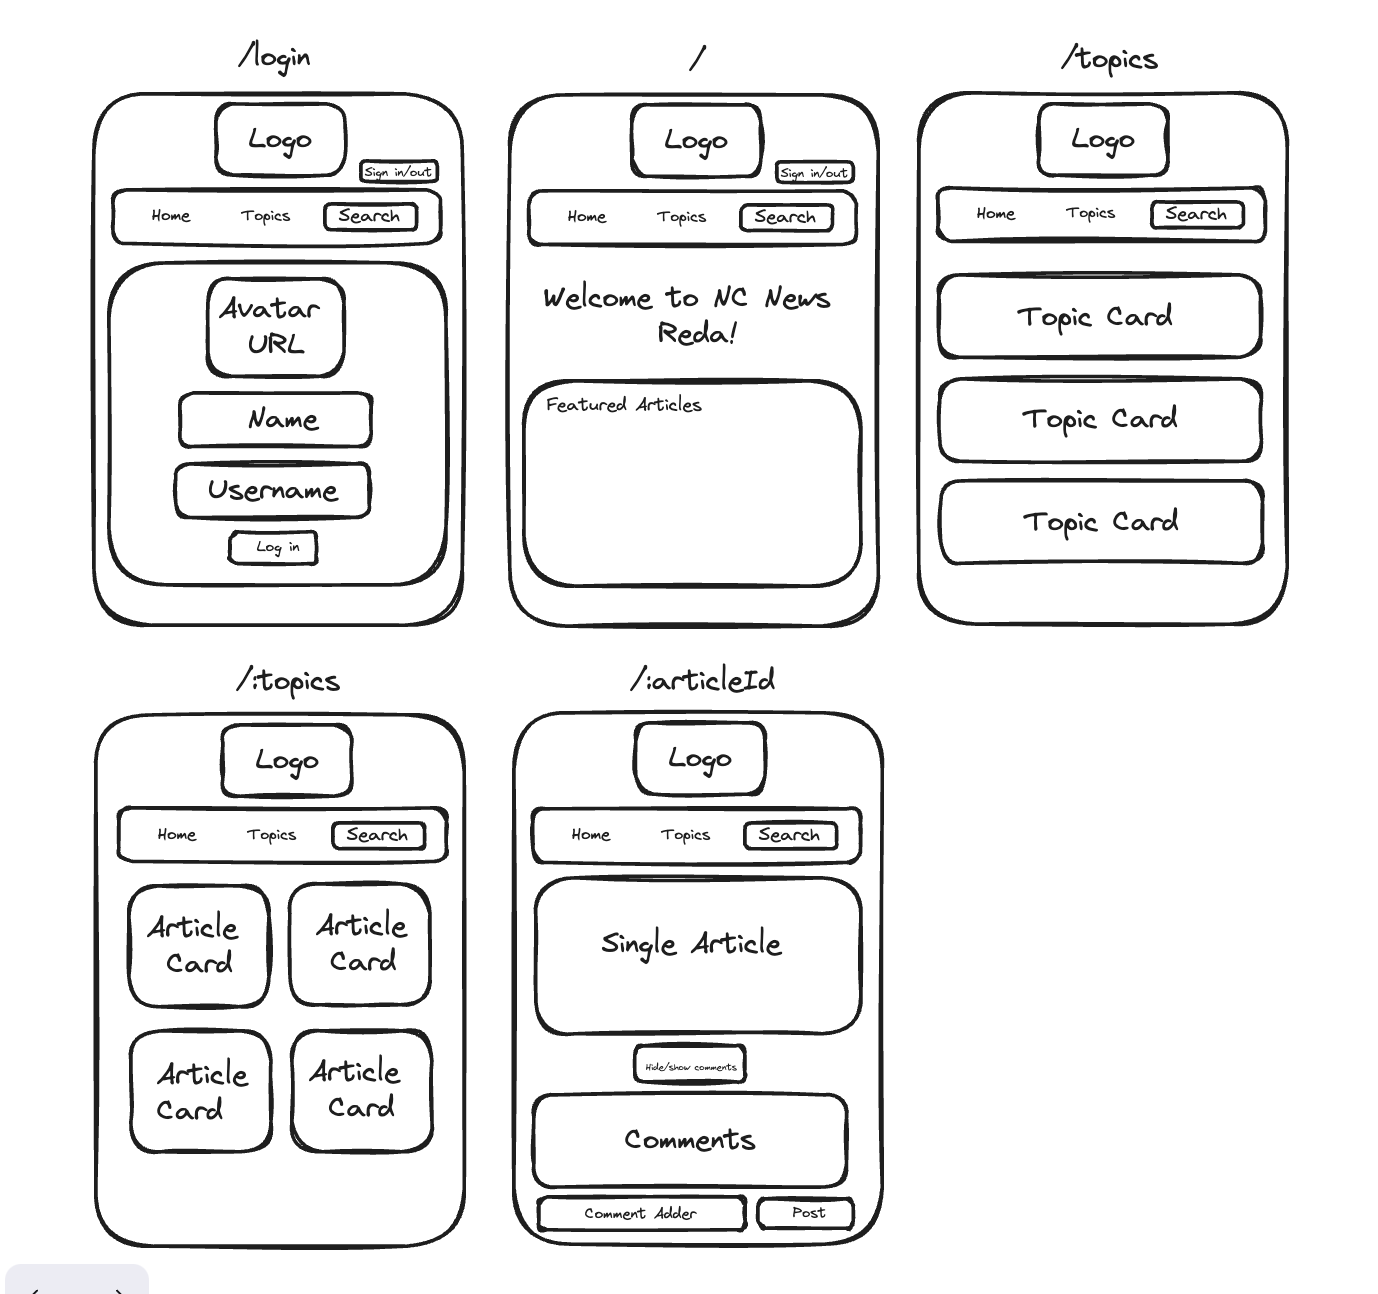 /login
Logo
Sign in/out
Home Topics Search
Avatar
URL
Name
Username
Log in
/
Logo
Sign in/out
Home Topics Search
Welcome to NC News
Reda!
Featured Articles
/topics
Logo
Home Topics Search
Topic Card
Topic Card
Topic Card
/:topics
Logo
Home Topics Search
Article
Card
Article
Card
Article
Card
Article
Card
/:articleId
Logo
Home Topics Search
Single Article
Hide/show comments
Comments
Comment Adder
Post